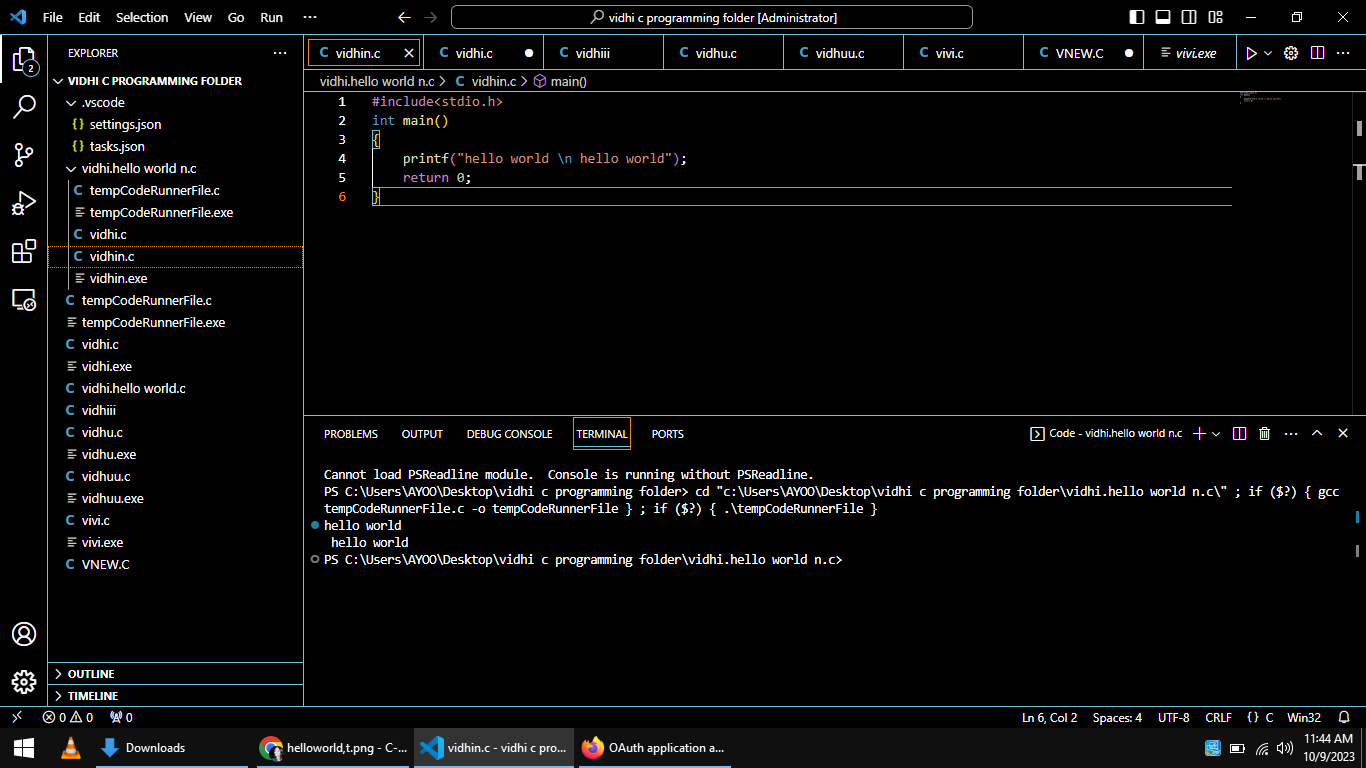 File Edit Selection View Go Run ··· vidhi c programming folder [Administrator]
EXPLORER ···
VIDHI C PROGRAMMING FOLDER
.vscode
{} settings.json
{} tasks.json
vidhi.hello world n.c
C tempCodeRunnerFile.c
tempCodeRunnerFile.exe
C vidhi.c
C vidhin.c
vidhin.exe
C tempCodeRunnerFile.c
tempCodeRunnerFile.exe
C vidhi.c
vidhi.exe
C vidhi.hello world.c
C vidhiii
C vidhu.c
vidhu.exe
C vidhuu.c
vidhuu.exe
C vivi.c
vivi.exe
C VNEW.C
OUTLINE
TIMELINE
2
C vidhin.c C vidhi.c C vidhiii C vidhu.c C vidhuu.c C vivi.c C VNEW.C vivi.exe ···
vidhi.hello world n.c > C vidhin.c > main()
1 #include<stdio.h>
2 int main()
3 {
4 printf("hello world \n hello world");
5 return 0;
6 }
PROBLEMS OUTPUT DEBUG CONSOLE TERMINAL PORTS Code - vidhi.hello world n.c ···
Cannot load PSReadline module.  Console is running without PSReadline.
PS C:\Users\AYOO\Desktop\vidhi c programming folder> cd "c:\Users\AYOO\Desktop\vidhi c programming folder\vidhi.hello world n.c\" ; if ($?) { gcc
tempCodeRunnerFile.c -o tempCodeRunnerFile } ; if ($?) { .\tempCodeRunnerFile }
hello world
 hello world
PS C:\Users\AYOO\Desktop\vidhi c programming folder\vidhi.hello world n.c>
0 0 0 Ln 6, Col 2 Spaces: 4 UTF-8 CRLF {} C Win32
Downloads helloworld,t.png - C-... vidhin.c - vidhi c pro... OAuth application a...
11:44 AM
10/9/2023